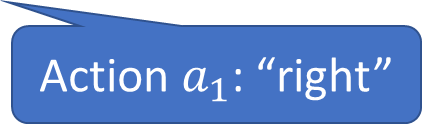 Action 𝑎₁: “right”